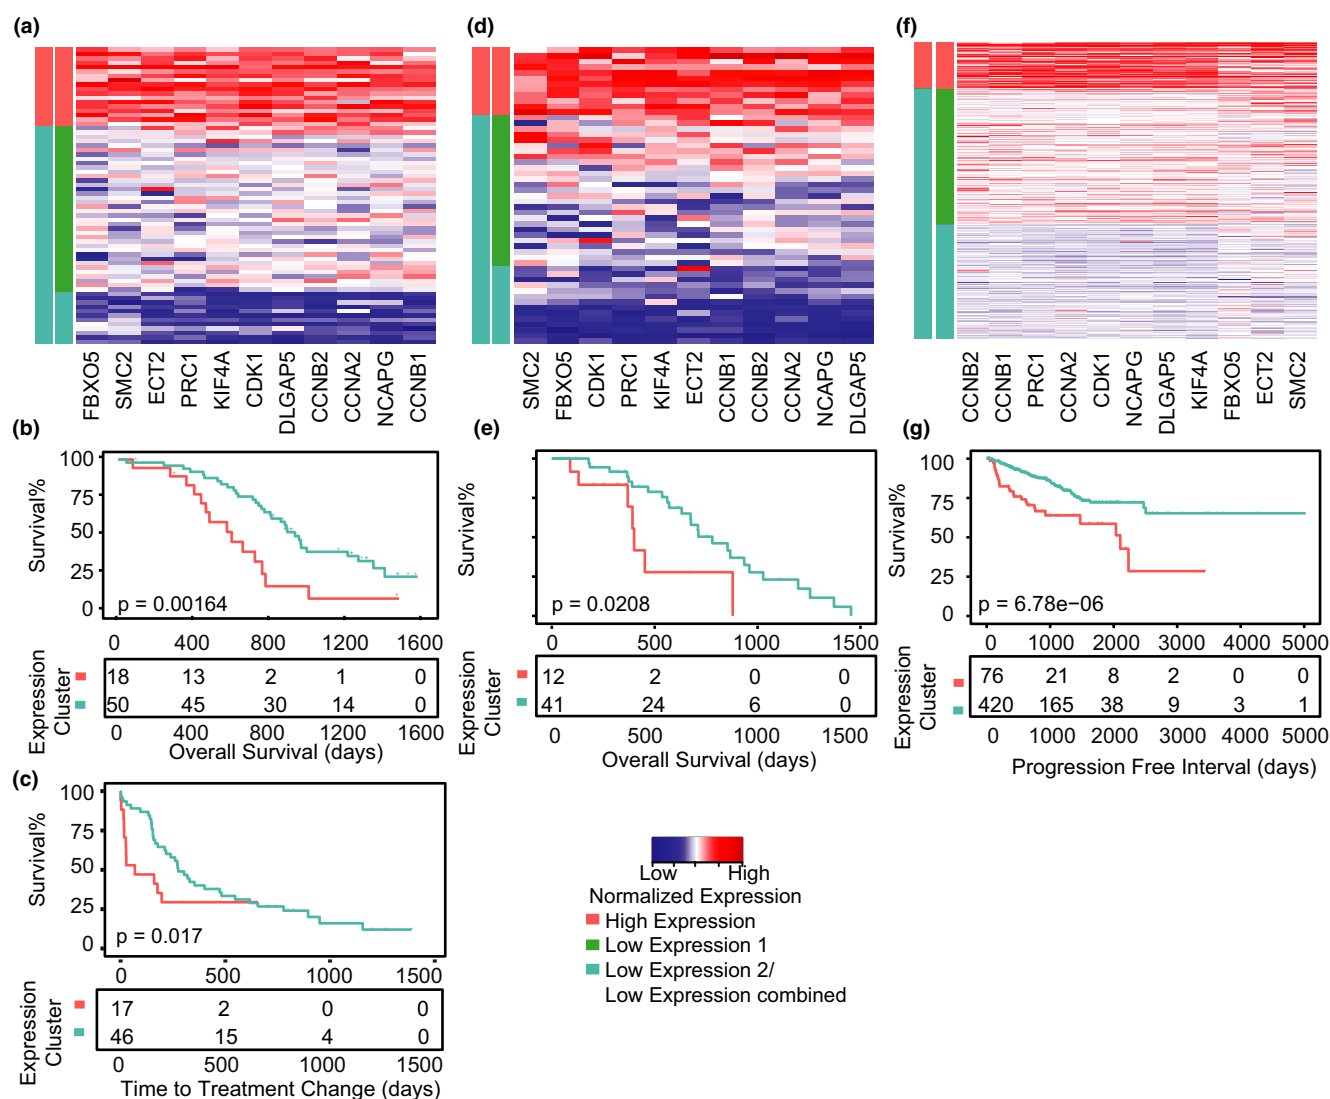 (a)
FBXO5 SMC2 ECT2 PRC1 KIF4A CDK1 DLGAP5 CCNB2 CCNA2 NCAPG CCNB1
(d)
SMC2 FBXO5 CDK1 PRC1 KIF4A ECT2 CCNB1 CCNB2 CCNA2 NCAPG DLGAP5
(f)
CCNB2 CCNB1 PRC1 CCNA2 CDK1 NCAPG DLGAP5 KIF4A FBXO5 ECT2 SMC2
(b)
Survival%
100
75
50
25
0
p = 0.00164
0 400 800 1200 1600
Expression
Cluster
18 13 2 1 0
50 45 30 14 0
0 400 800 1200 1600
Overall Survival (days)
(e)
Survival%
p = 0.0208
0 500 1000 1500
Expression
Cluster
12 2 0 0
41 24 6 0
0 500 1000 1500
Overall Survival (days)
(g)
Survival%
100
75
50
25
0
p = 6.78e−06
0 1000 2000 3000 4000 5000
Expression
Cluster
76 21 8 2 0 0
420 165 38 9 3 1
0 1000 2000 3000 4000 5000
Progression Free Interval (days)
(c)
Survival%
100
75
50
25
0
p = 0.017
0 500 1000 1500
Expression
Cluster
17 2 0 0
46 15 4 0
0 500 1000 1500
Time to Treatment Change (days)
Low High
Normalized Expression
High Expression
Low Expression 1
Low Expression 2/
Low Expression combined